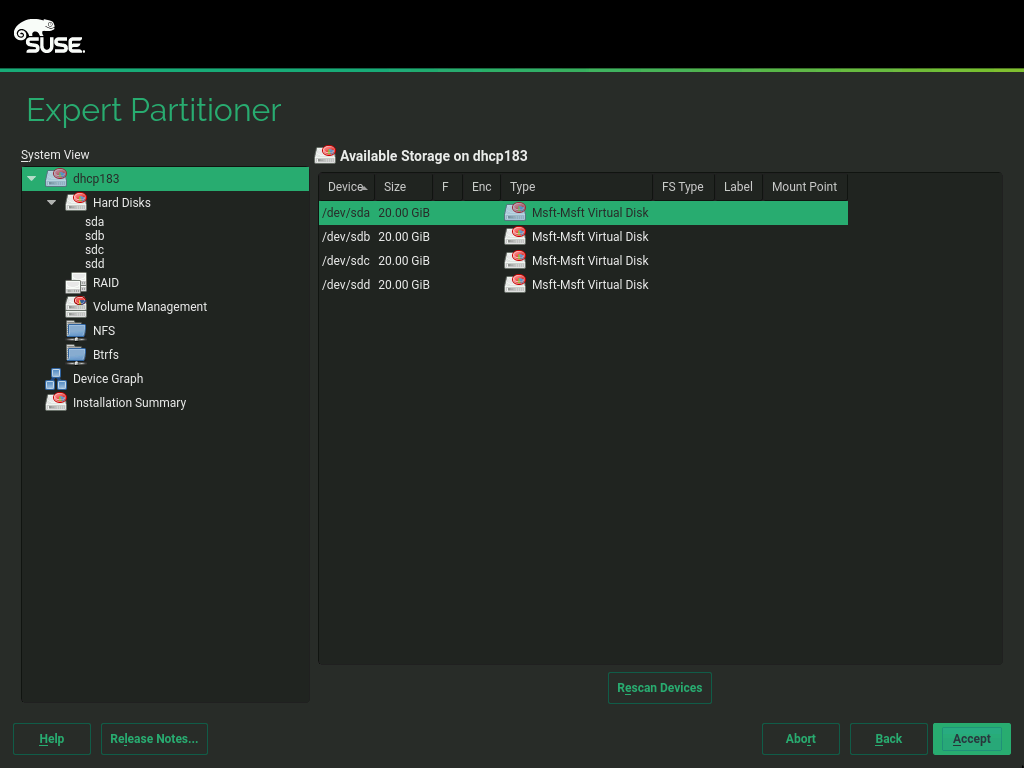 SUSE.
Expert Partitioner
System View
dhcp183
Hard Disks
sda
sdb
sdc
sdd
RAID
Volume Management
NFS
Btrfs
Device Graph
Installation Summary
Available Storage on dhcp183
Device Size F Enc Type FS Type Label Mount Point
/dev/sda 20.00 GiB Msft-Msft Virtual Disk
/dev/sdb 20.00 GiB Msft-Msft Virtual Disk
/dev/sdc 20.00 GiB Msft-Msft Virtual Disk
/dev/sdd 20.00 GiB Msft-Msft Virtual Disk
Rescan Devices
Help Release Notes... Abort Back Accept